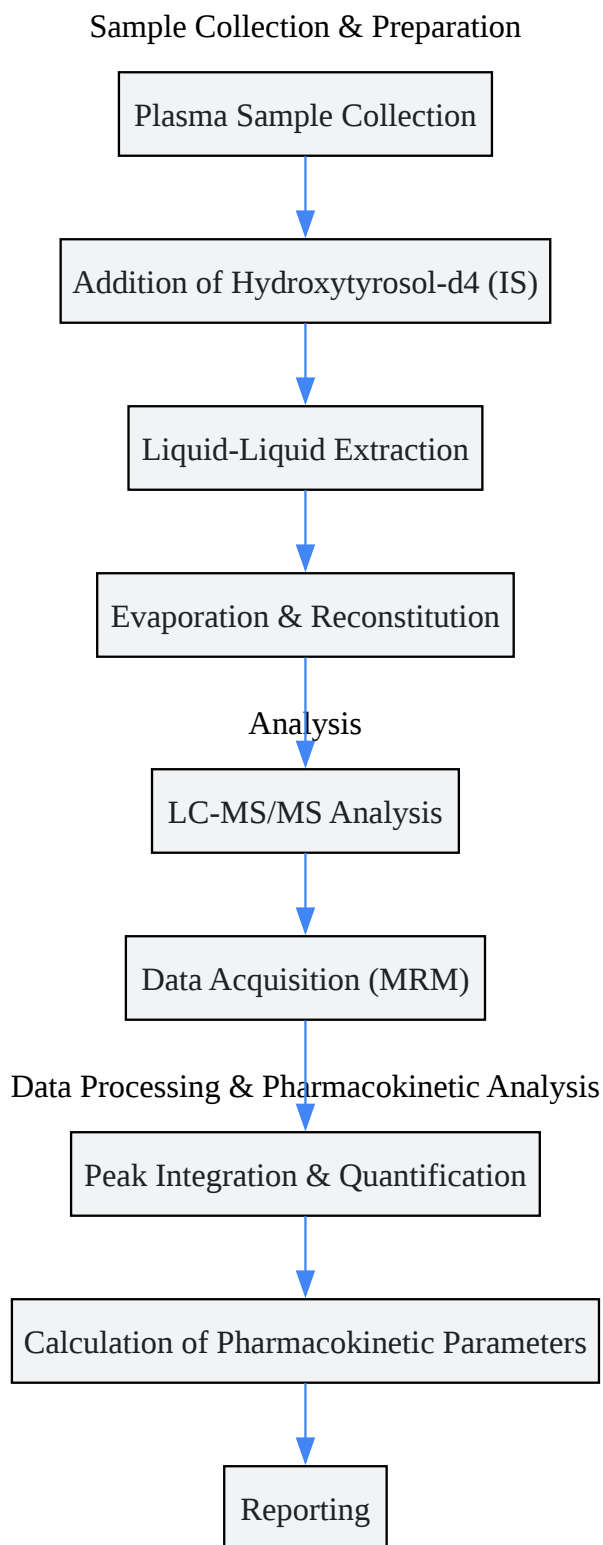 Sample Collection & Preparation
Plasma Sample Collection
Addition of Hydroxytyrosol-d4 (IS)
Liquid-Liquid Extraction
Evaporation & Reconstitution
Analysis
LC-MS/MS Analysis
Data Acquisition (MRM)
Data Processing & Pharmacokinetic Analysis
Peak Integration & Quantification
Calculation of Pharmacokinetic Parameters
Reporting